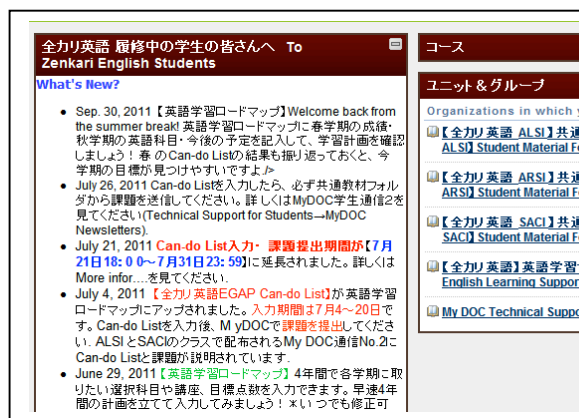 全カリ英語 履修中の学生の皆さんへ To
Zenkari English Students
What's New?
Sep. 30, 2011 【英語学習ロードマップ】Welcome back from
the summer break! 英語学習ロードマップに春学期の成績・
秋学期の英語科目・今後の予定を記入して、学習計画を確認
しましょう！春 のCan-do Listの結果も振り返っておくと、今
学期の目標が見つけやすいですよ./>
July 26, 2011 Can-do Listを入力したら、必ず共通教材フォル
ダから課題を送信してください。詳 しくはMyDOC学生通信2を
見てください(Technical Support for Students→MyDOC
Newsletters).
July 21, 2011 Can-do List入力・ 課題提出期間が【7月
21日18：0 0～7月31日23：59】に延長されました。詳しくは
More infor....を見てください.
July 4, 2011 【全カリ英語EGAP Can-do List】が英語学習
ロードマップにアップされました。入力期間は7月4～20日で
す。Can-do Listを入力後、M yDOCで課題を提出してくださ
い. ALSIとSACIのクラスで配布されるMy DOC通信No.2に
Can-do Listと課題が説明されています.
June 29, 2011【英語学習ロードマップ】 4年間で各学期に取
りたい選択科目や講座、目標点数を入力できます。早速4年
間の計画を立てて入力してみましょう！＊い つでも修正可
コース
ユニット＆グループ
Organizations in which
【全カリ英語 ALSI】共通
ALSI】Student Material
【全カリ英語 ARSI】共通
ARSI】Student Material
【全カリ英語 SACI】共通
SACI】Student Material
【全カリ英語】英語学習
English Learning Suppor
My DOC Technical Suppo